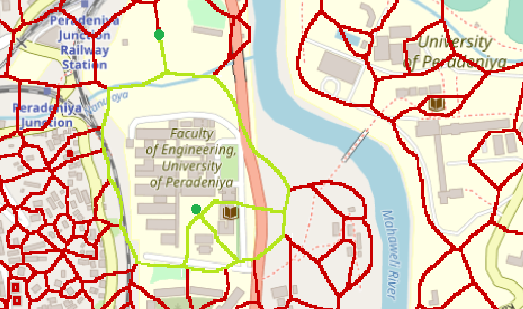 Peradeniya
Junction
Railway
Station
University
of Peradeniya
Peradeniya
Junction
Faculty
of Engineering,
University
of Peradeniya
Mahaweli River